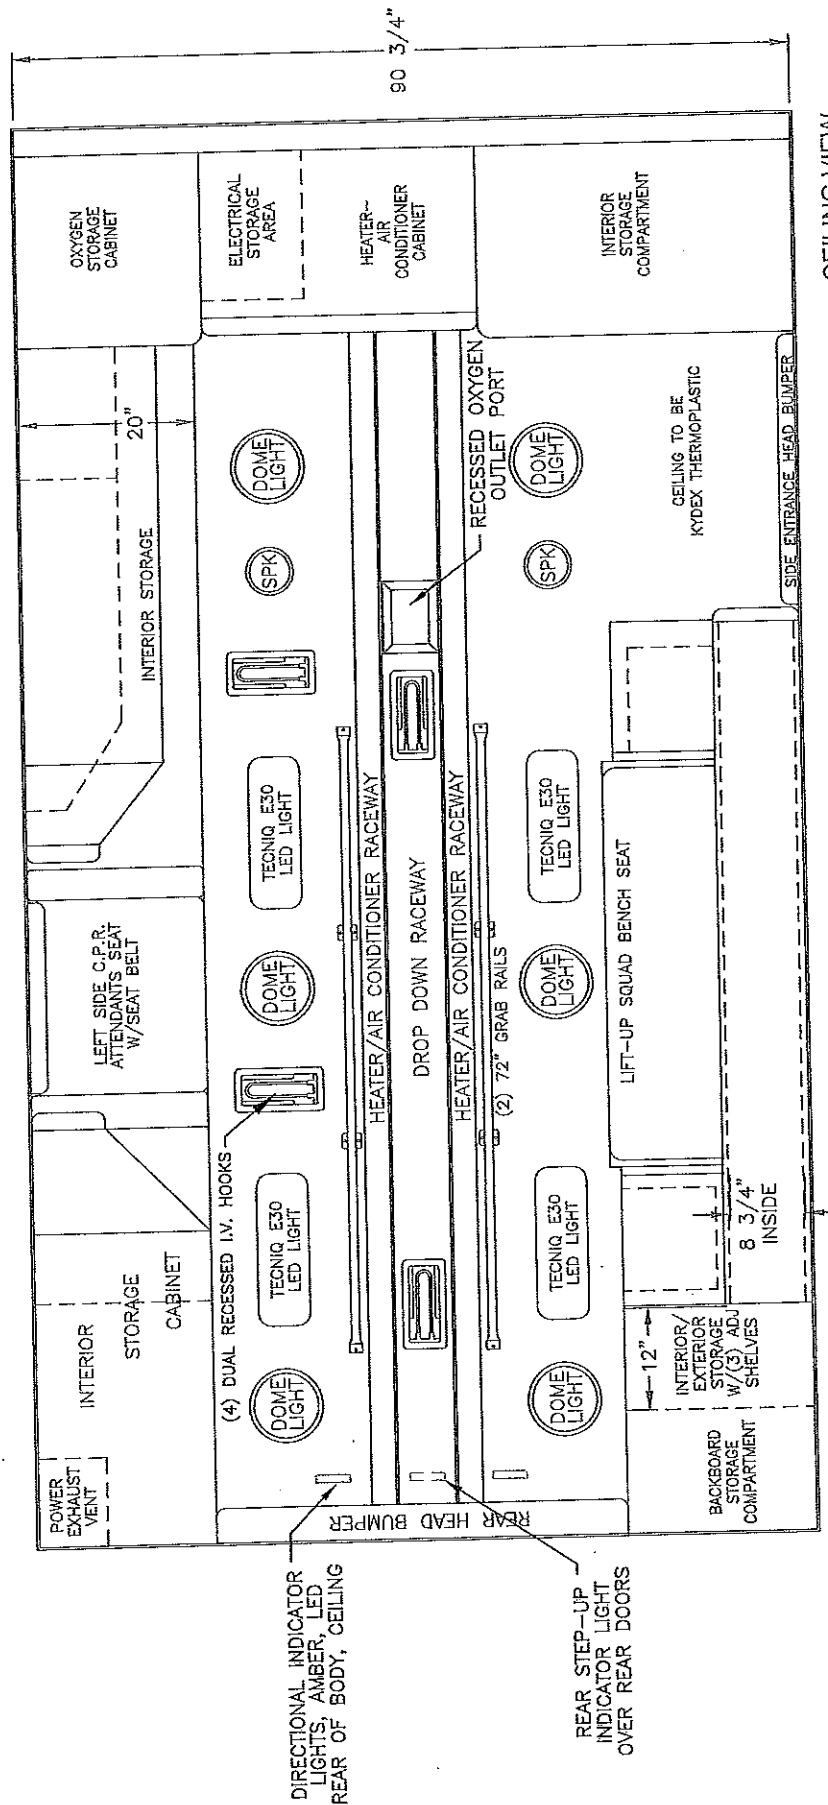 90 3/4"
OXYGEN
STORAGE
CABINET
ELECTRICAL
STORAGE
AREA
HEATER-
AIR
CONDITIONER
CABINET
INTERIOR
STORAGE
COMPARTMENT
CEILING VIEW
20"
INTERIOR STORAGE
DOME
LIGHT
SPK
RECESSED OXYGEN
OUTLET PORT
DOME
LIGHT
SPK
CEILING TO BE
KYDEX THERMOPLASTIC
SIDE ENTRANCE HEAD BUMPER
LEFT SIDE C.P.R.
ATTENDANTS SEAT
W/SEAT BELT
TECNIQ E30
LED LIGHT
DOME
LIGHT
HEATER/AIR CONDITIONER RACEWAY
DROP DOWN RACEWAY
HEATER/AIR CONDITIONER RACEWAY
(2) 72" GRAB RAILS
TECNIQ E30
LED LIGHT
DOME
LIGHT
LIFT-UP SQUAD BENCH SEAT
INTERIOR
STORAGE
CABINET
(4) DUAL RECESSED I.V. HOOKS
TECNIQ E30
LED LIGHT
DOME
LIGHT
TECNIQ E30
LED LIGHT
DOME
LIGHT
8 3/4"
INSIDE
12"
INTERIOR/
EXTERIOR
STORAGE
W/(3) ADJ
SHELVES
BACKBOARD
STORAGE
COMPARTMENT
POWER
EXHAUST
VENT
REAR HEAD BUMPER
DIRECTIONAL INDICATOR
LIGHTS, AMBER, LED
REAR OF BODY, CEILING
REAR STEP-UP
INDICATOR LIGHT
OVER REAR DOORS